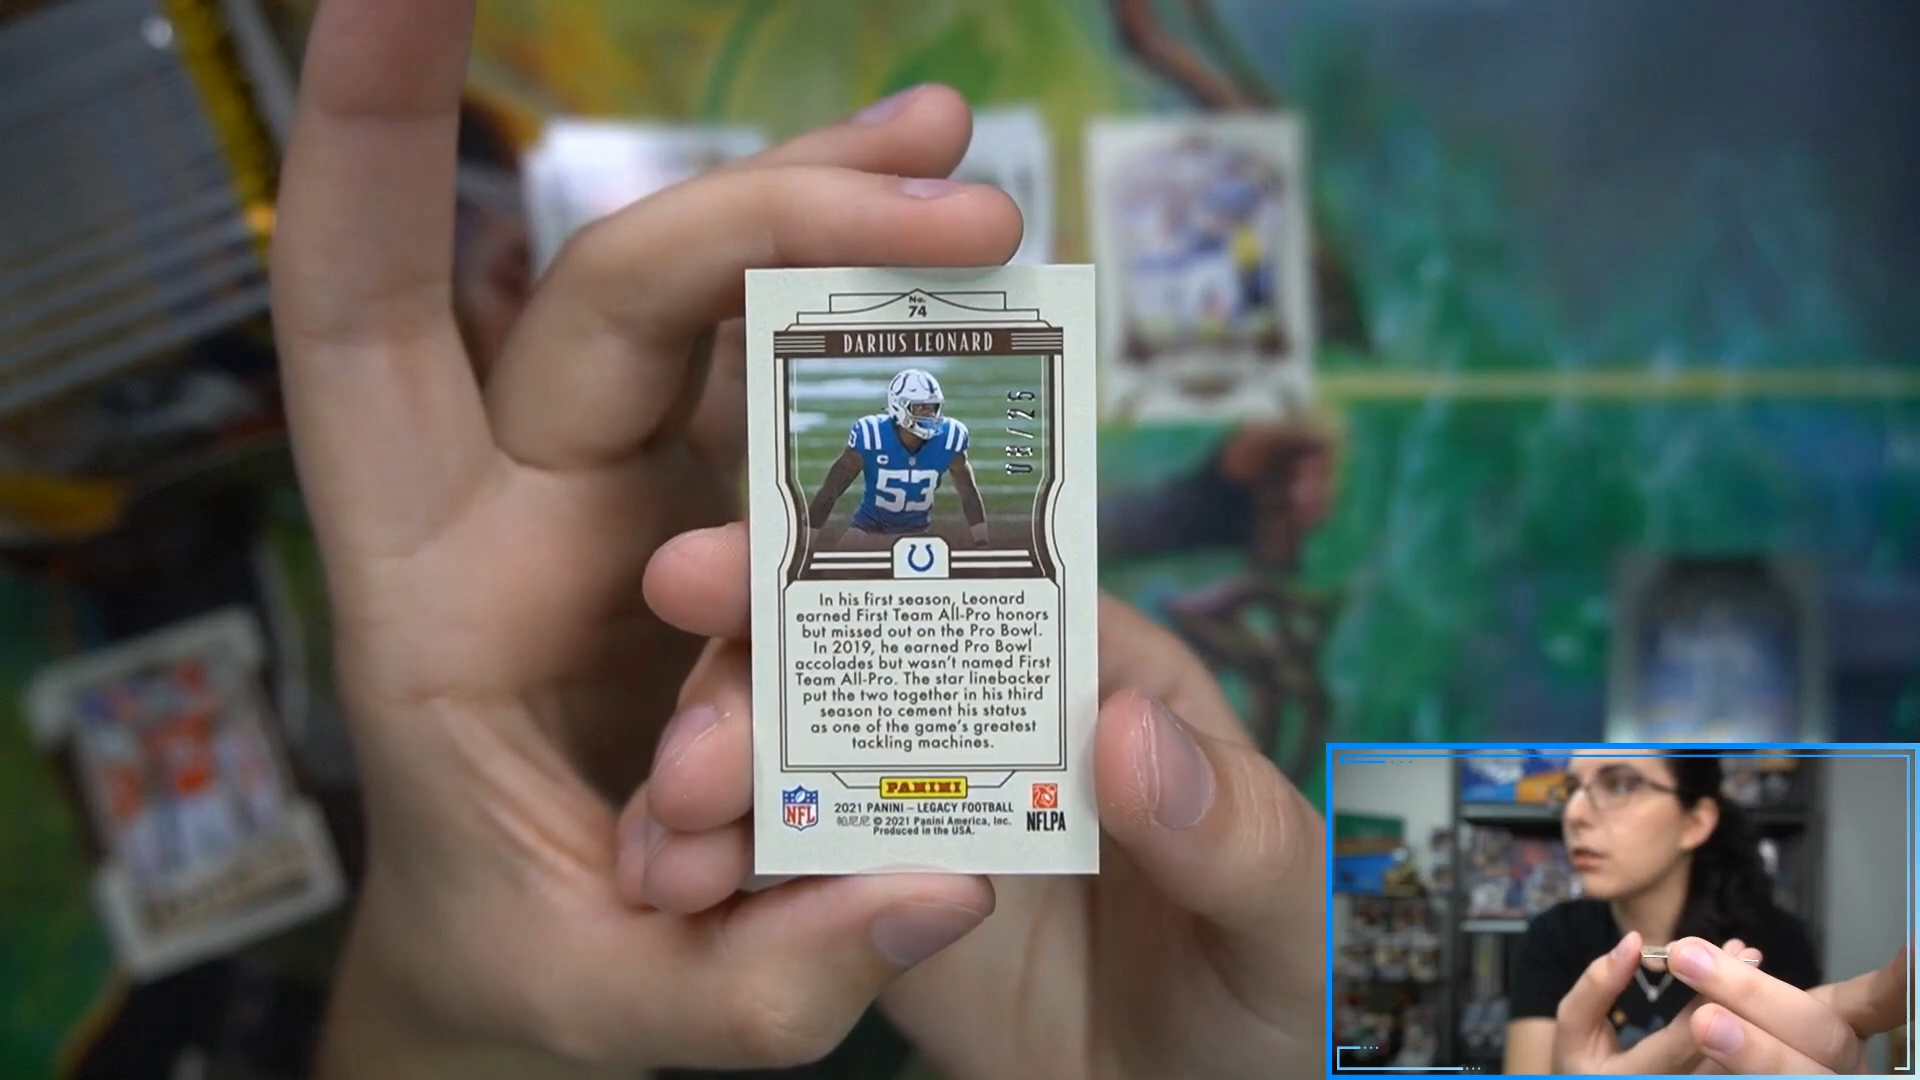 No.
74
DARIUS LEONARD
53
In his first season, Leonard
earned First Team All-Pro honors
but missed out on the Pro Bowl.
In 2019, he earned Pro Bowl
accolades but wasn't named First
Team All-Pro. The star linebacker
put the two together in his third
season to cement his status
as one of the game's greatest
tackling machines.
PANINI
NFL
2021 PANINI – LEGACY FOOTBALL
帕尼尼 © 2021 Panini America, Inc.
Produced in the USA.
NFLPA